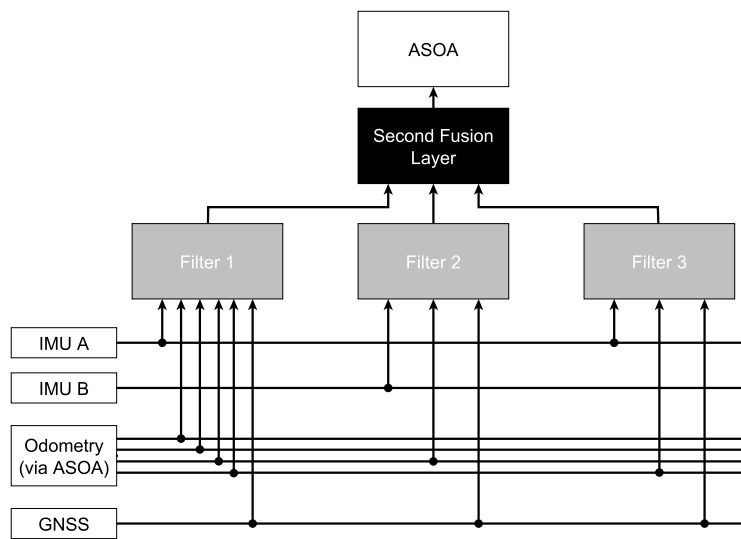 ASOA
Second Fusion
Layer
Filter 1
Filter 2
Filter 3
IMU A
IMU B
Odometry
(via ASOA)
GNSS